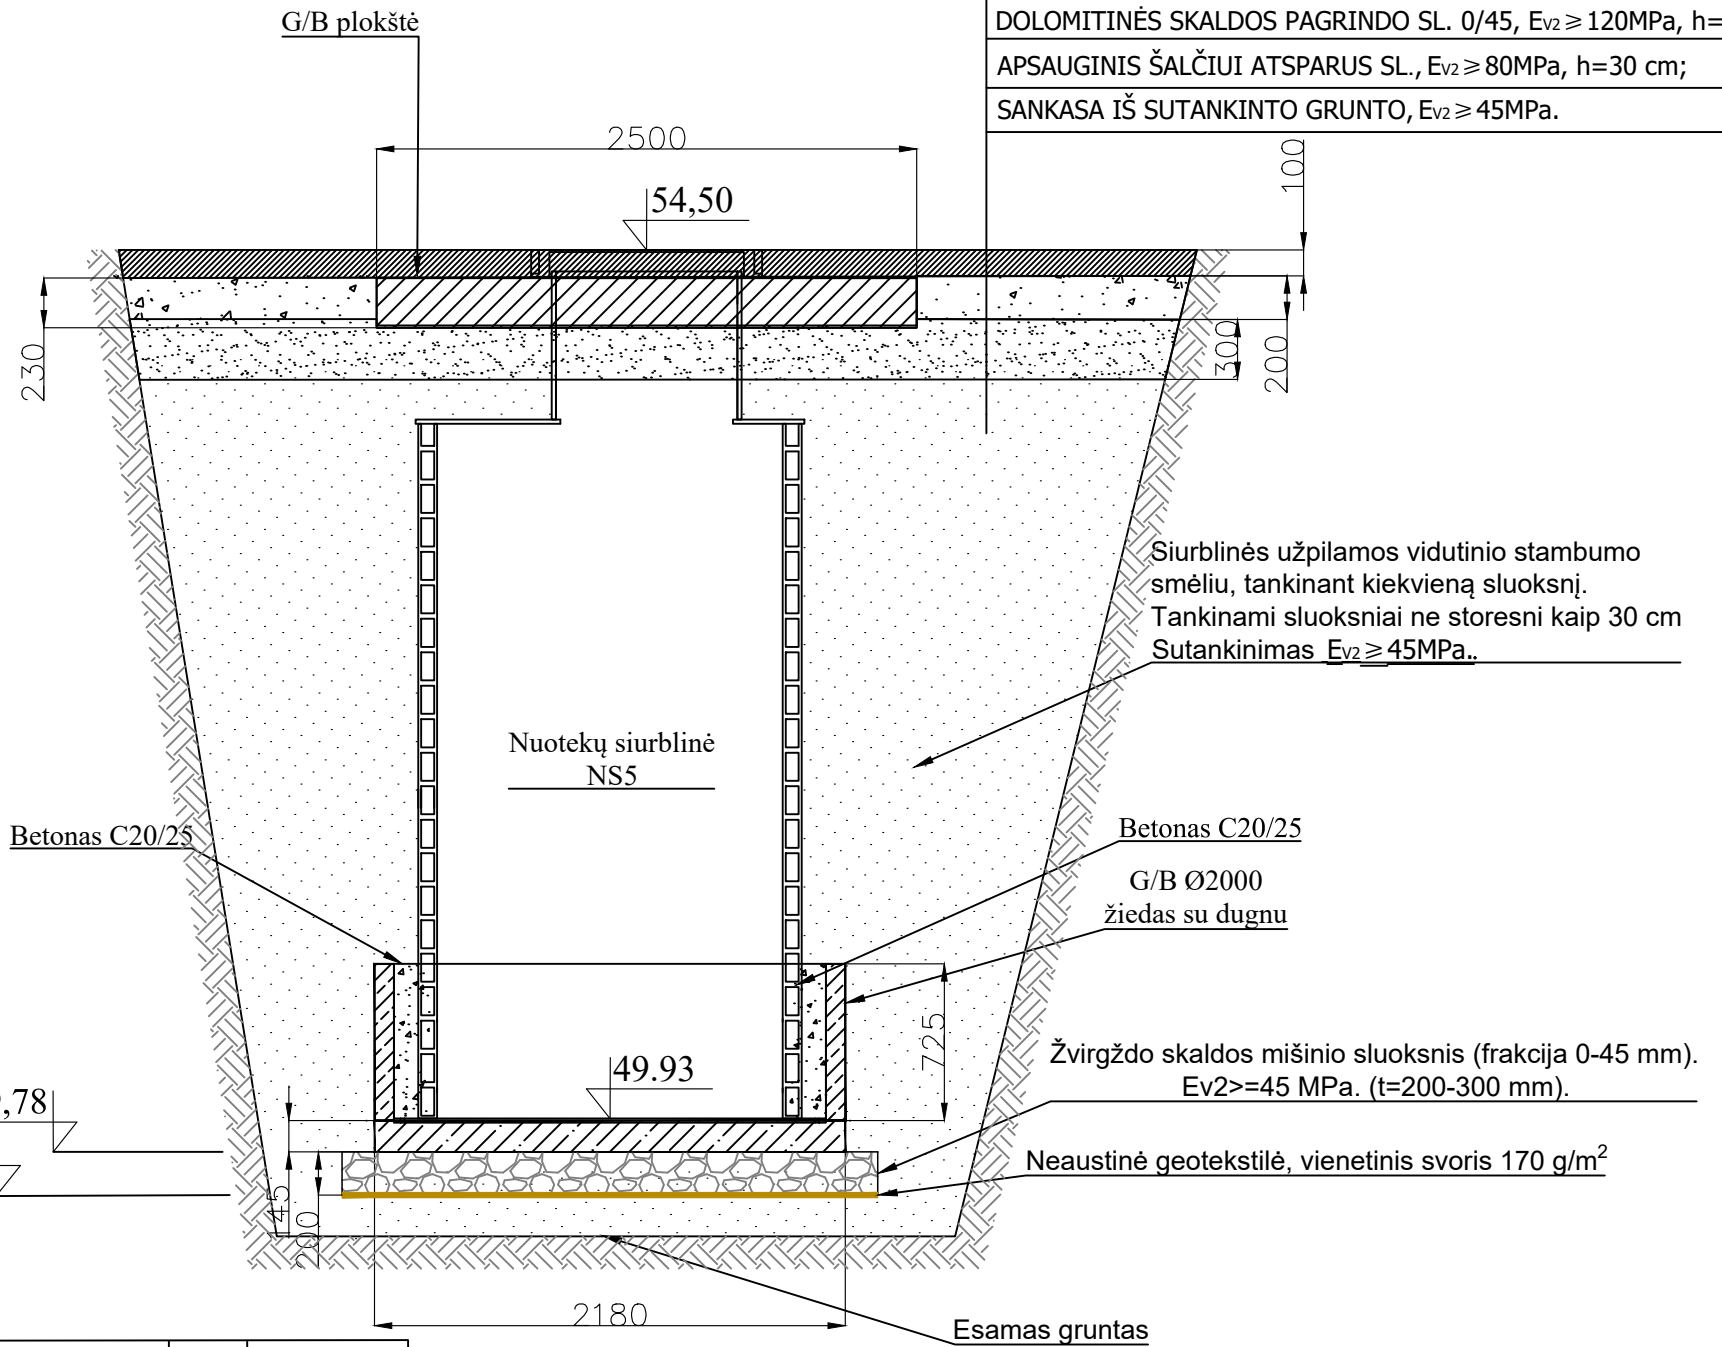 G/B plokštė
DOLOMITINĖS SKALDOS PAGRINDO SL. 0/45, Ev2 ≥ 120MPa, h=
APSAUGINIS ŠALČIUI ATSPARUS SL., Ev2 ≥ 80MPa, h=30 cm;
SANKASA IŠ SUTANKINTO GRUNTO, Ev2 ≥ 45MPa.
2500
100
54,50
230
300
200
Siurblinės užpilamos vidutinio stambumo
smėliu, tankinant kiekvieną sluoksnį.
Tankinami sluoksniai ne storesni kaip 30 cm
Sutankinimas Ev2 ≥ 45MPa..
Nuotekų siurblinė
NS5
Betonas C20/25
Betonas C20/25
G/B Ø2000
žiedas su dugnu
725
49.93
Žvirgždo skaldos mišinio sluoksnis (frakcija 0-45 mm).
Ev2>=45 MPa. (t=200-300 mm).
,78
Neaustinė geotekstilė, vienetinis svoris 170 g/m²
145
200
2180
Esamas gruntas